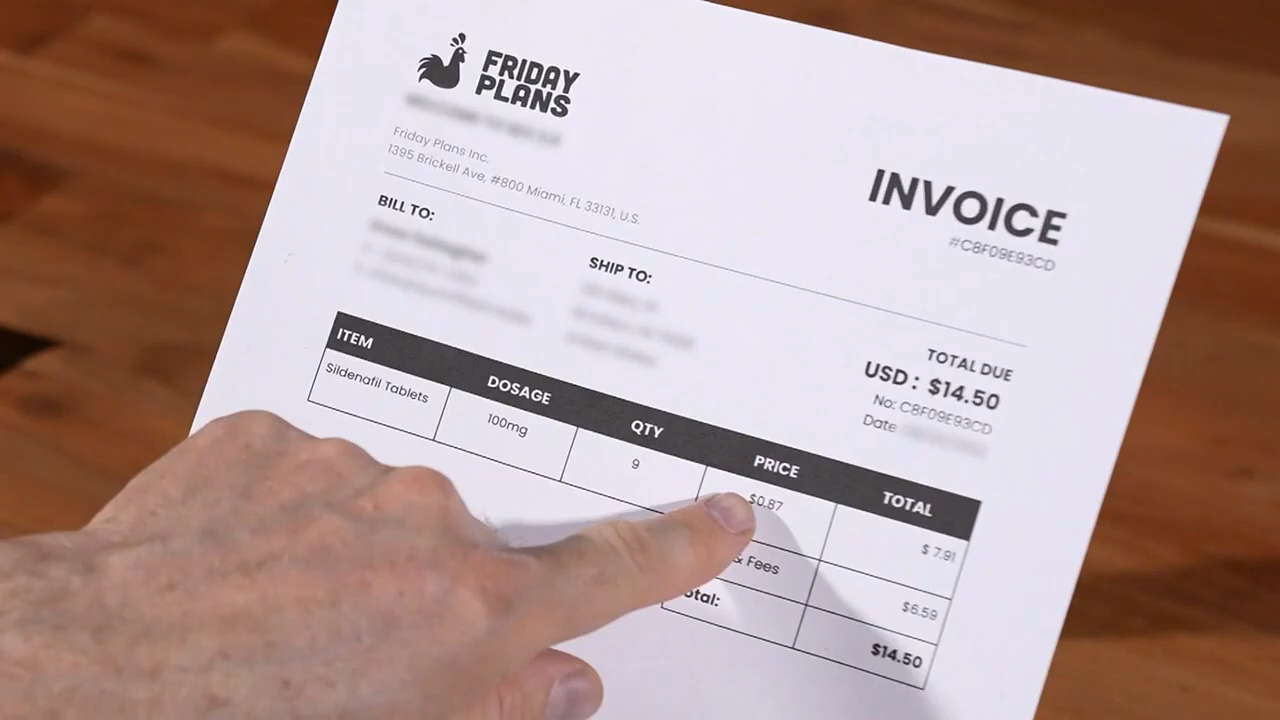 FRIDAY
PLANS
Friday Plans Inc.
1395 Brickell Ave, #800 Miami, FL 33131, U.S.
INVOICE
#C8F09E93CD
BILL TO:
SHIP TO:
TOTAL DUE
USD : $14.50
No: C8F09E93CD
Date
ITEM DOSAGE QTY PRICE TOTAL
Sildenafil Tablets 100mg 9 $0.87 $ 7.91
& Fees $6.59
$14.50